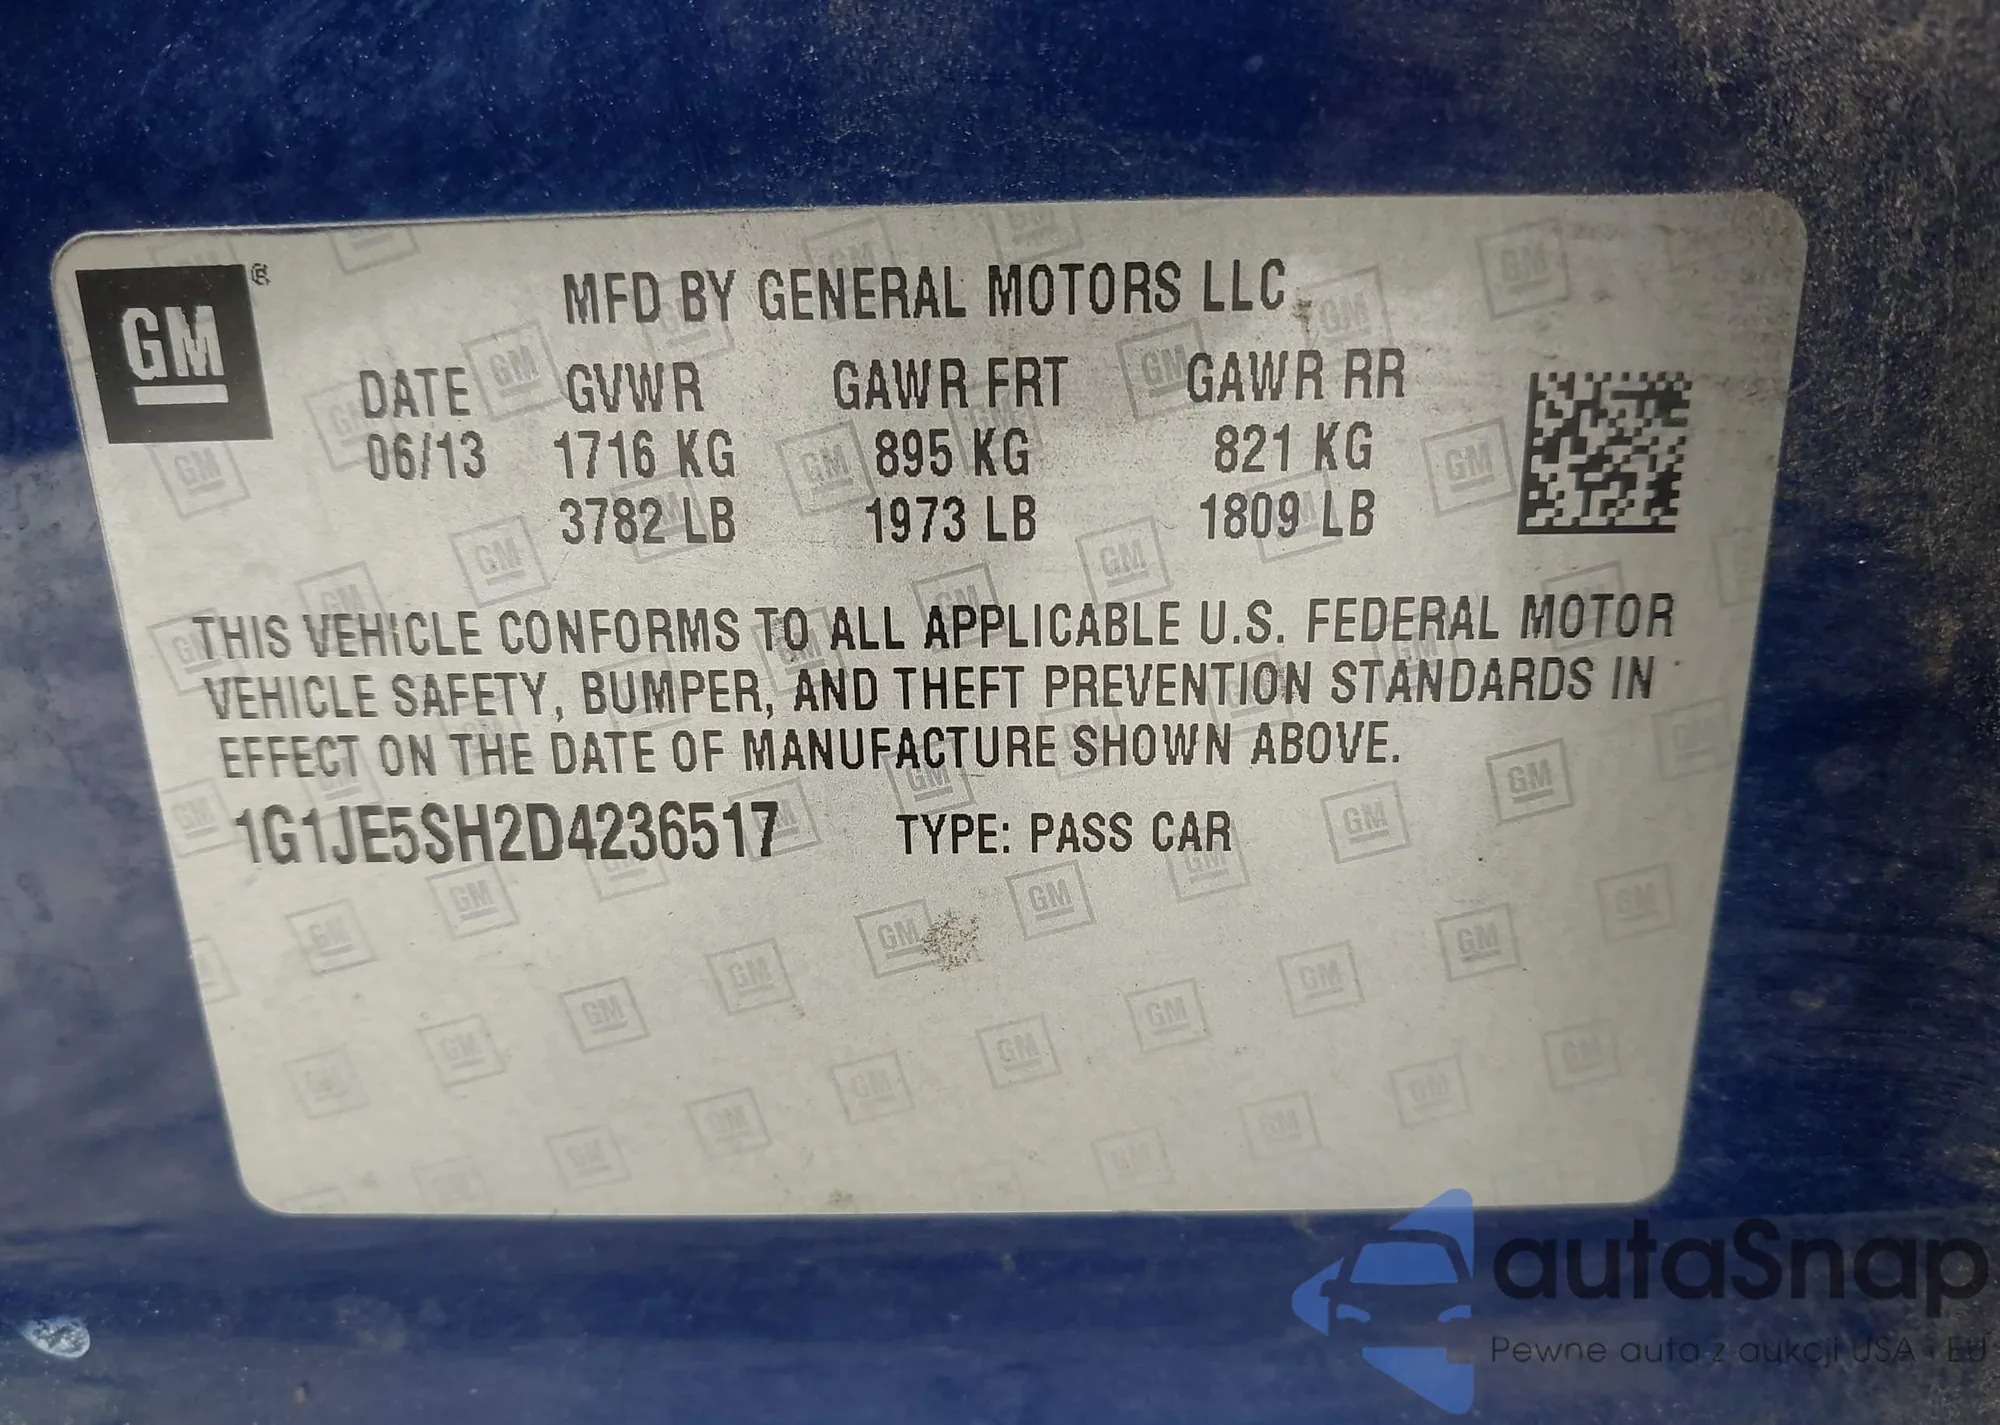 GM ®
MFD BY GENERAL MOTORS LLC
DATE GVWR GAWR FRT GAWR RR
06/13 1716 KG 895 KG 821 KG
3782 LB 1973 LB 1809 LB
THIS VEHICLE CONFORMS TO ALL APPLICABLE U.S. FEDERAL MOTOR
VEHICLE SAFETY, BUMPER, AND THEFT PREVENTION STANDARDS IN
EFFECT ON THE DATE OF MANUFACTURE SHOWN ABOVE.
1G1JE5SH2D4236517 TYPE: PASS CAR
autaSnap
Pewne auta z aukcji USA i EU